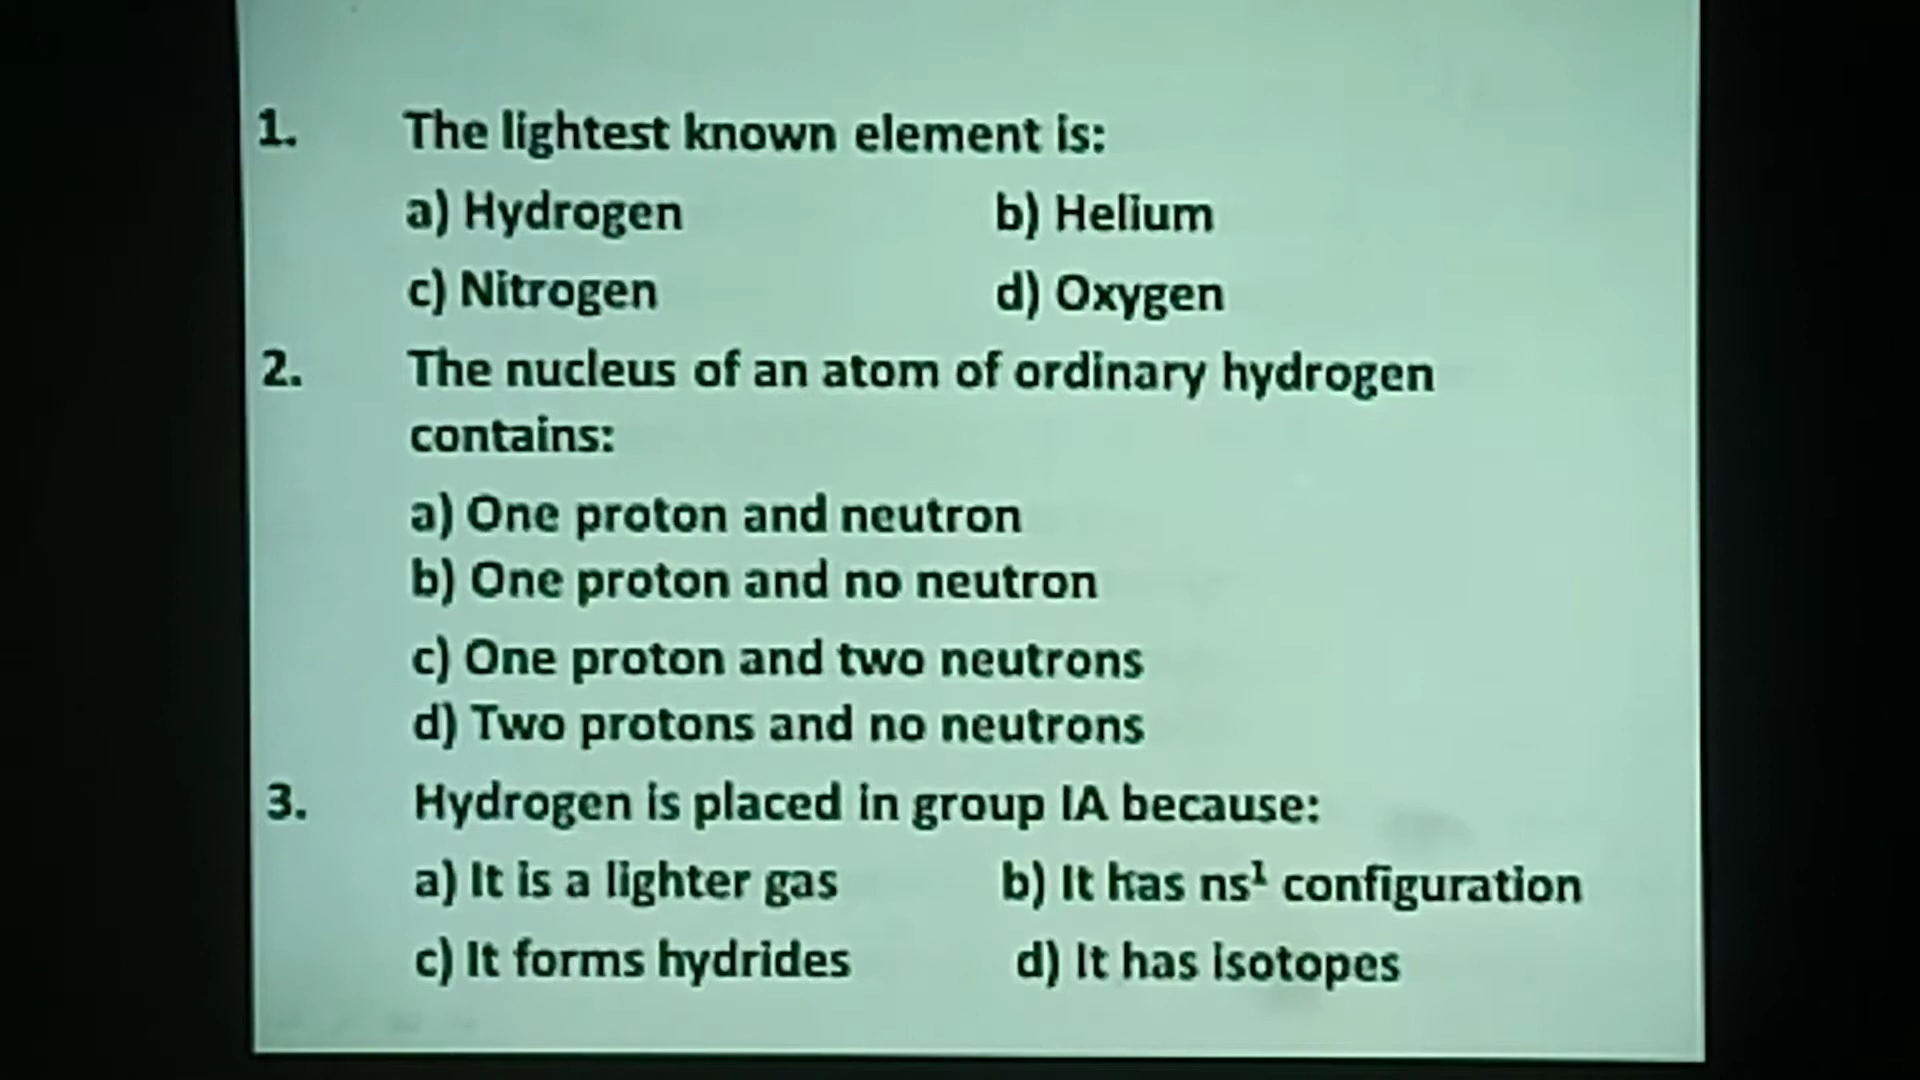 1. The lightest known element is:
a) Hydrogen b) Helium
c) Nitrogen d) Oxygen
2. The nucleus of an atom of ordinary hydrogen
contains:
a) One proton and neutron
b) One proton and no neutron
c) One proton and two neutrons
d) Two protons and no neutrons
3. Hydrogen is placed in group IA because:
a) It is a lighter gas b) It has ns¹ configuration
c) It forms hydrides d) It has isotopes